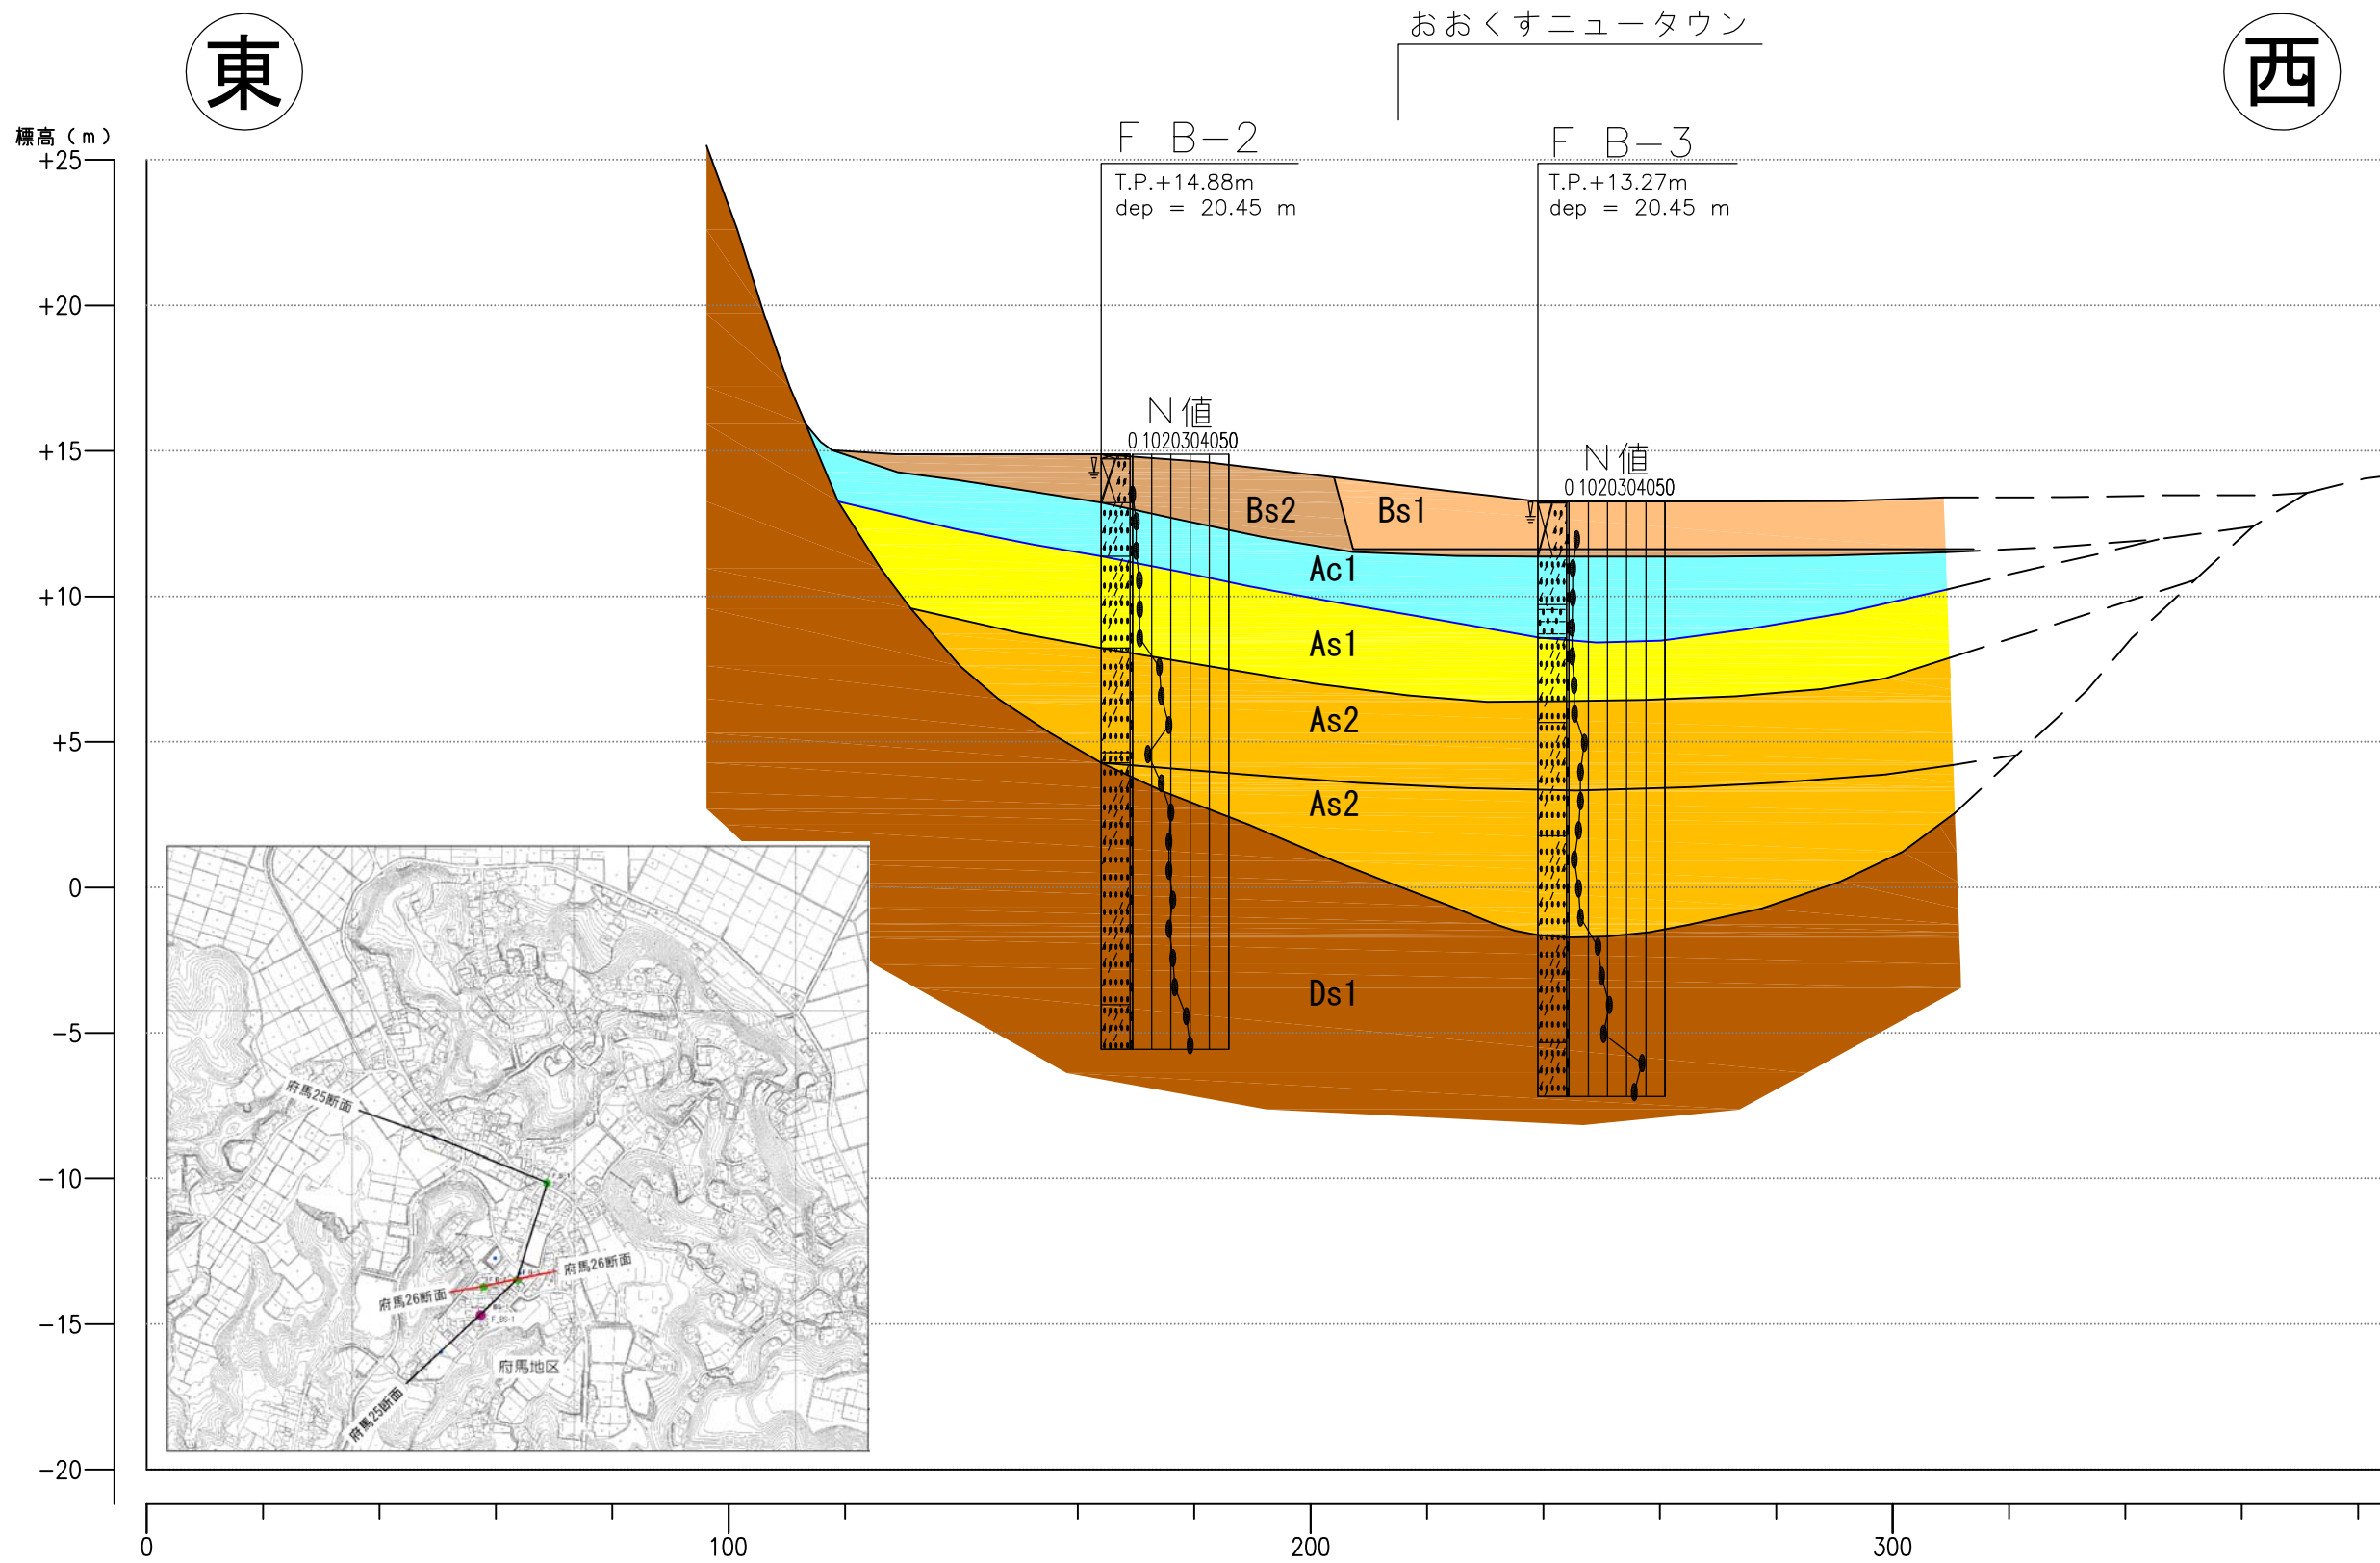 東
おおくすニュータウン
西
標高(m)
F B-2
T.P.+14.88m
dep = 20.45 m
F B-3
T.P.+13.27m
dep = 20.45 m
+25
+20
+15
+10
+5
0
-5
-10
-15
-20
N値
0 1020304050
N値
0 1020304050
Bs2
Bs1
Ac1
As1
As2
As2
Ds1
府馬25断面
府馬26断面
府馬26断面
F_BS-1
府馬地区
府馬25断面
0
100
200
300